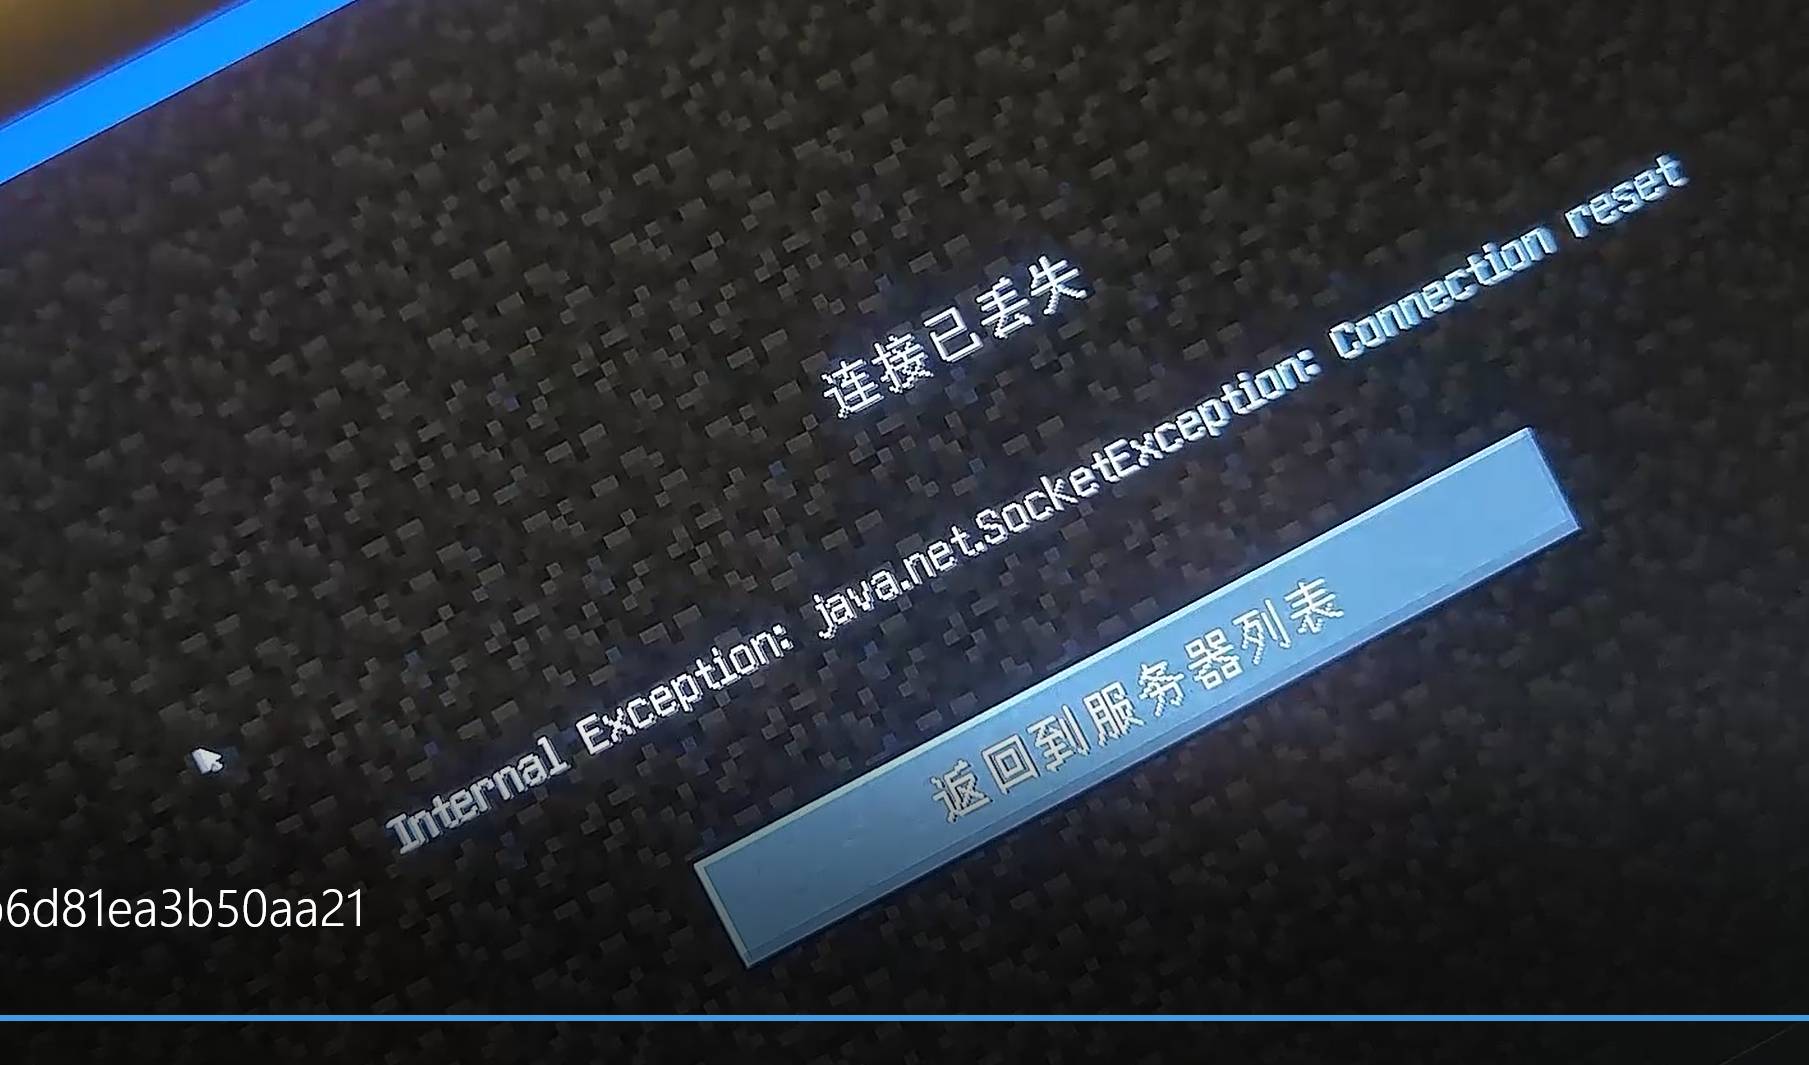 连接已丢失
Internal Exception: java.net.SocketException: Connection reset
返回到服务器列表
6d81ea3b50aa21